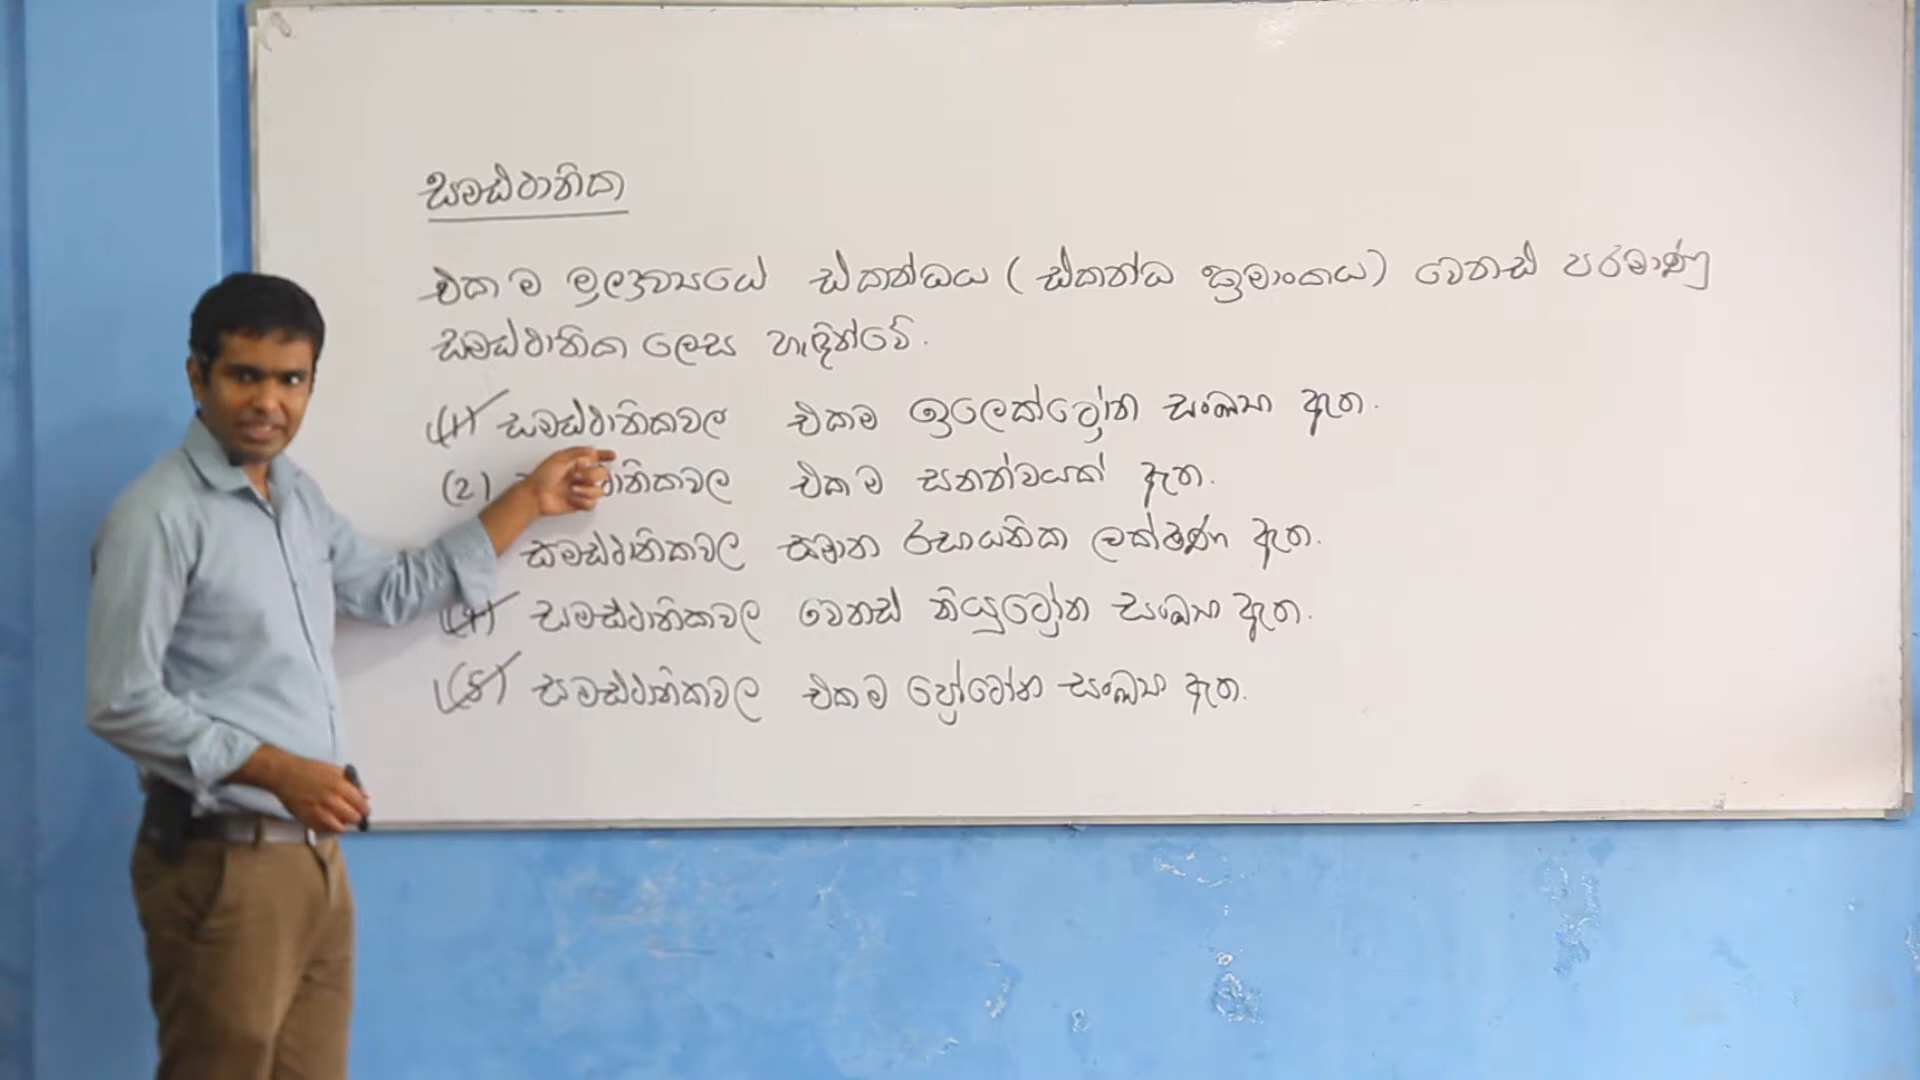 සමස්ථානික
එකම මූලද්‍රව්‍යයේ ස්කන්ධය ( ස්කන්ධ ක්‍රමාංකය ) වෙනස් පරමාණු
සමස්ථානික ලෙස හැඳින්වේ.
(1) සමස්ථානිකවල එකම ඉලෙක්ට්‍රෝන සංඛ්‍යා ඇත.
(2) එකම ඝනත්වයක් ඇත.
සමස්ථානිකවල සමාන රසායනික ලක්ෂණ ඇත.
(4) සමස්ථානිකවල වෙනස් නියුට්‍රෝන සංඛ්‍යා ඇත.
(5) සමස්ථානිකවල එකම ප්‍රෝටෝන සංඛ්‍යා ඇත.